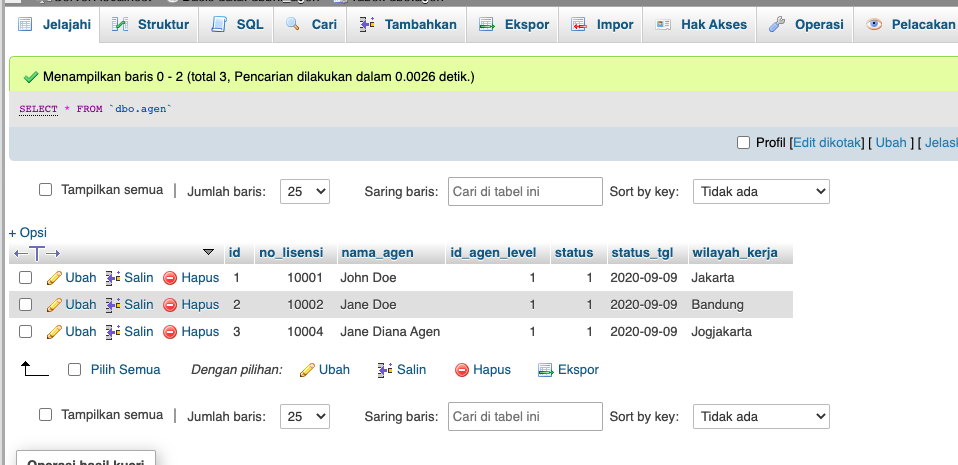 Jelajahi Struktur SQL Cari Tambahkan Ekspor Impor Hak Akses Operasi Pelacakan
Menampilkan baris 0 - 2 (total 3, Pencarian dilakukan dalam 0.0026 detik.)
SELECT * FROM `dbo.agen`
Profil [Edit dikotak] [ Ubah ] [
Tampilkan semua | Jumlah baris: 25 Saring baris: Cari di tabel ini Sort by key: Tidak ada
+ Opsi
←T→ id no_lisensi nama_agen id_agen_level status status_tgl wilayah_kerja
Ubah Salin Hapus 1 10001 John Doe 1 1 2020-09-09 Jakarta
Ubah Salin Hapus 2 10002 Jane Doe 1 1 2020-09-09 Bandung
Ubah Salin Hapus 3 10004 Jane Diana Agen 1 1 2020-09-09 Jogjakarta
Pilih Semua Dengan pilihan: Ubah Salin Hapus Ekspor
Tampilkan semua | Jumlah baris: 25 Saring baris: Cari di tabel ini Sort by key: Tidak ada
Operasi hasil kueri